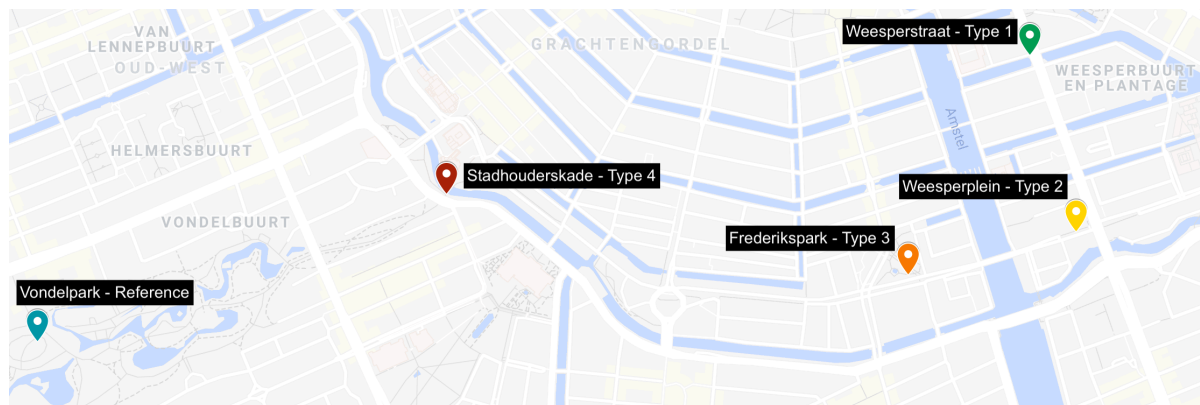 VAN
LENNEPBUURT
OUD-WEST
GRACHTENGORDEL
Weesperstraat - Type 1
WEESPERBUURT
EN PLANTAGE
Amstel
HELMERSBUURT
Stadhouderskade - Type 4
Weesperplein - Type 2
VONDELBUURT
Frederikspark - Type 3
Vondelpark - Reference